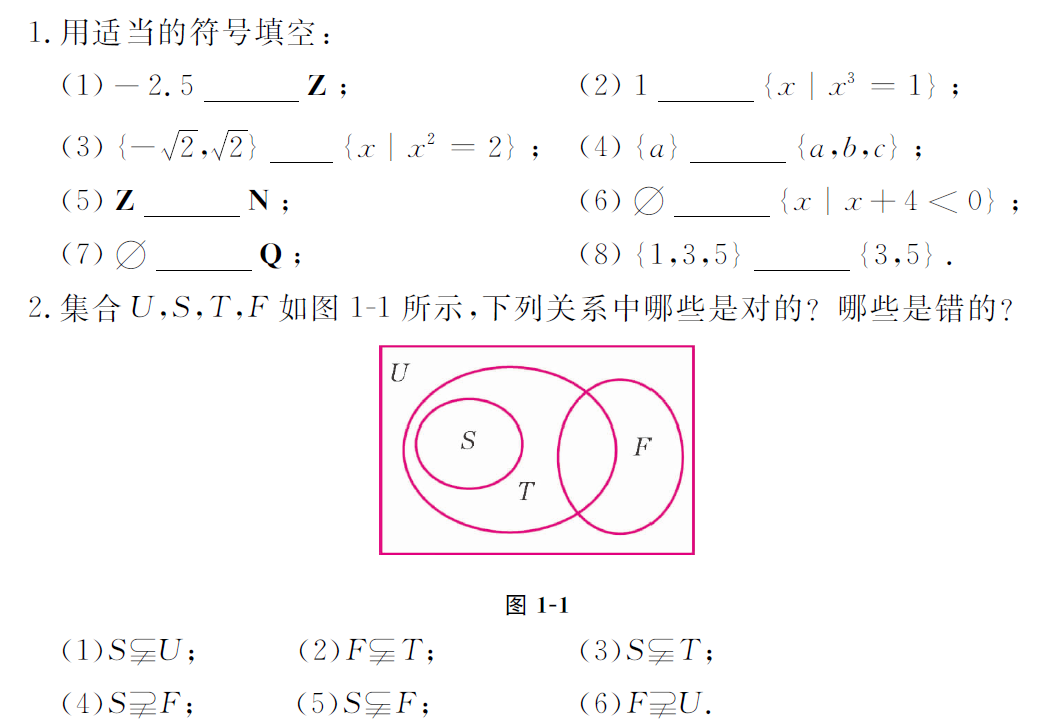 1. 用适当的符号填空:
(1) －2.5 ______ Z ; (2) 1 ______ {x | x³ = 1} ;
(3) {－√2,√2} ____ {x | x² = 2} ; (4) {a} ______ {a,b,c} ;
(5) Z ______ N ; (6) ∅ ______ {x | x＋4＜0} ;
(7) ∅ ______ Q ; (8) {1,3,5} ______ {3,5} .
2. 集合 U,S,T,F 如图 1-1 所示,下列关系中哪些是对的? 哪些是错的?
U
S
F
T
图 1-1
(1)S⫋U; (2)F⫋T; (3)S⫋T;
(4)S⫌F; (5)S⫋F; (6)F⫌U.